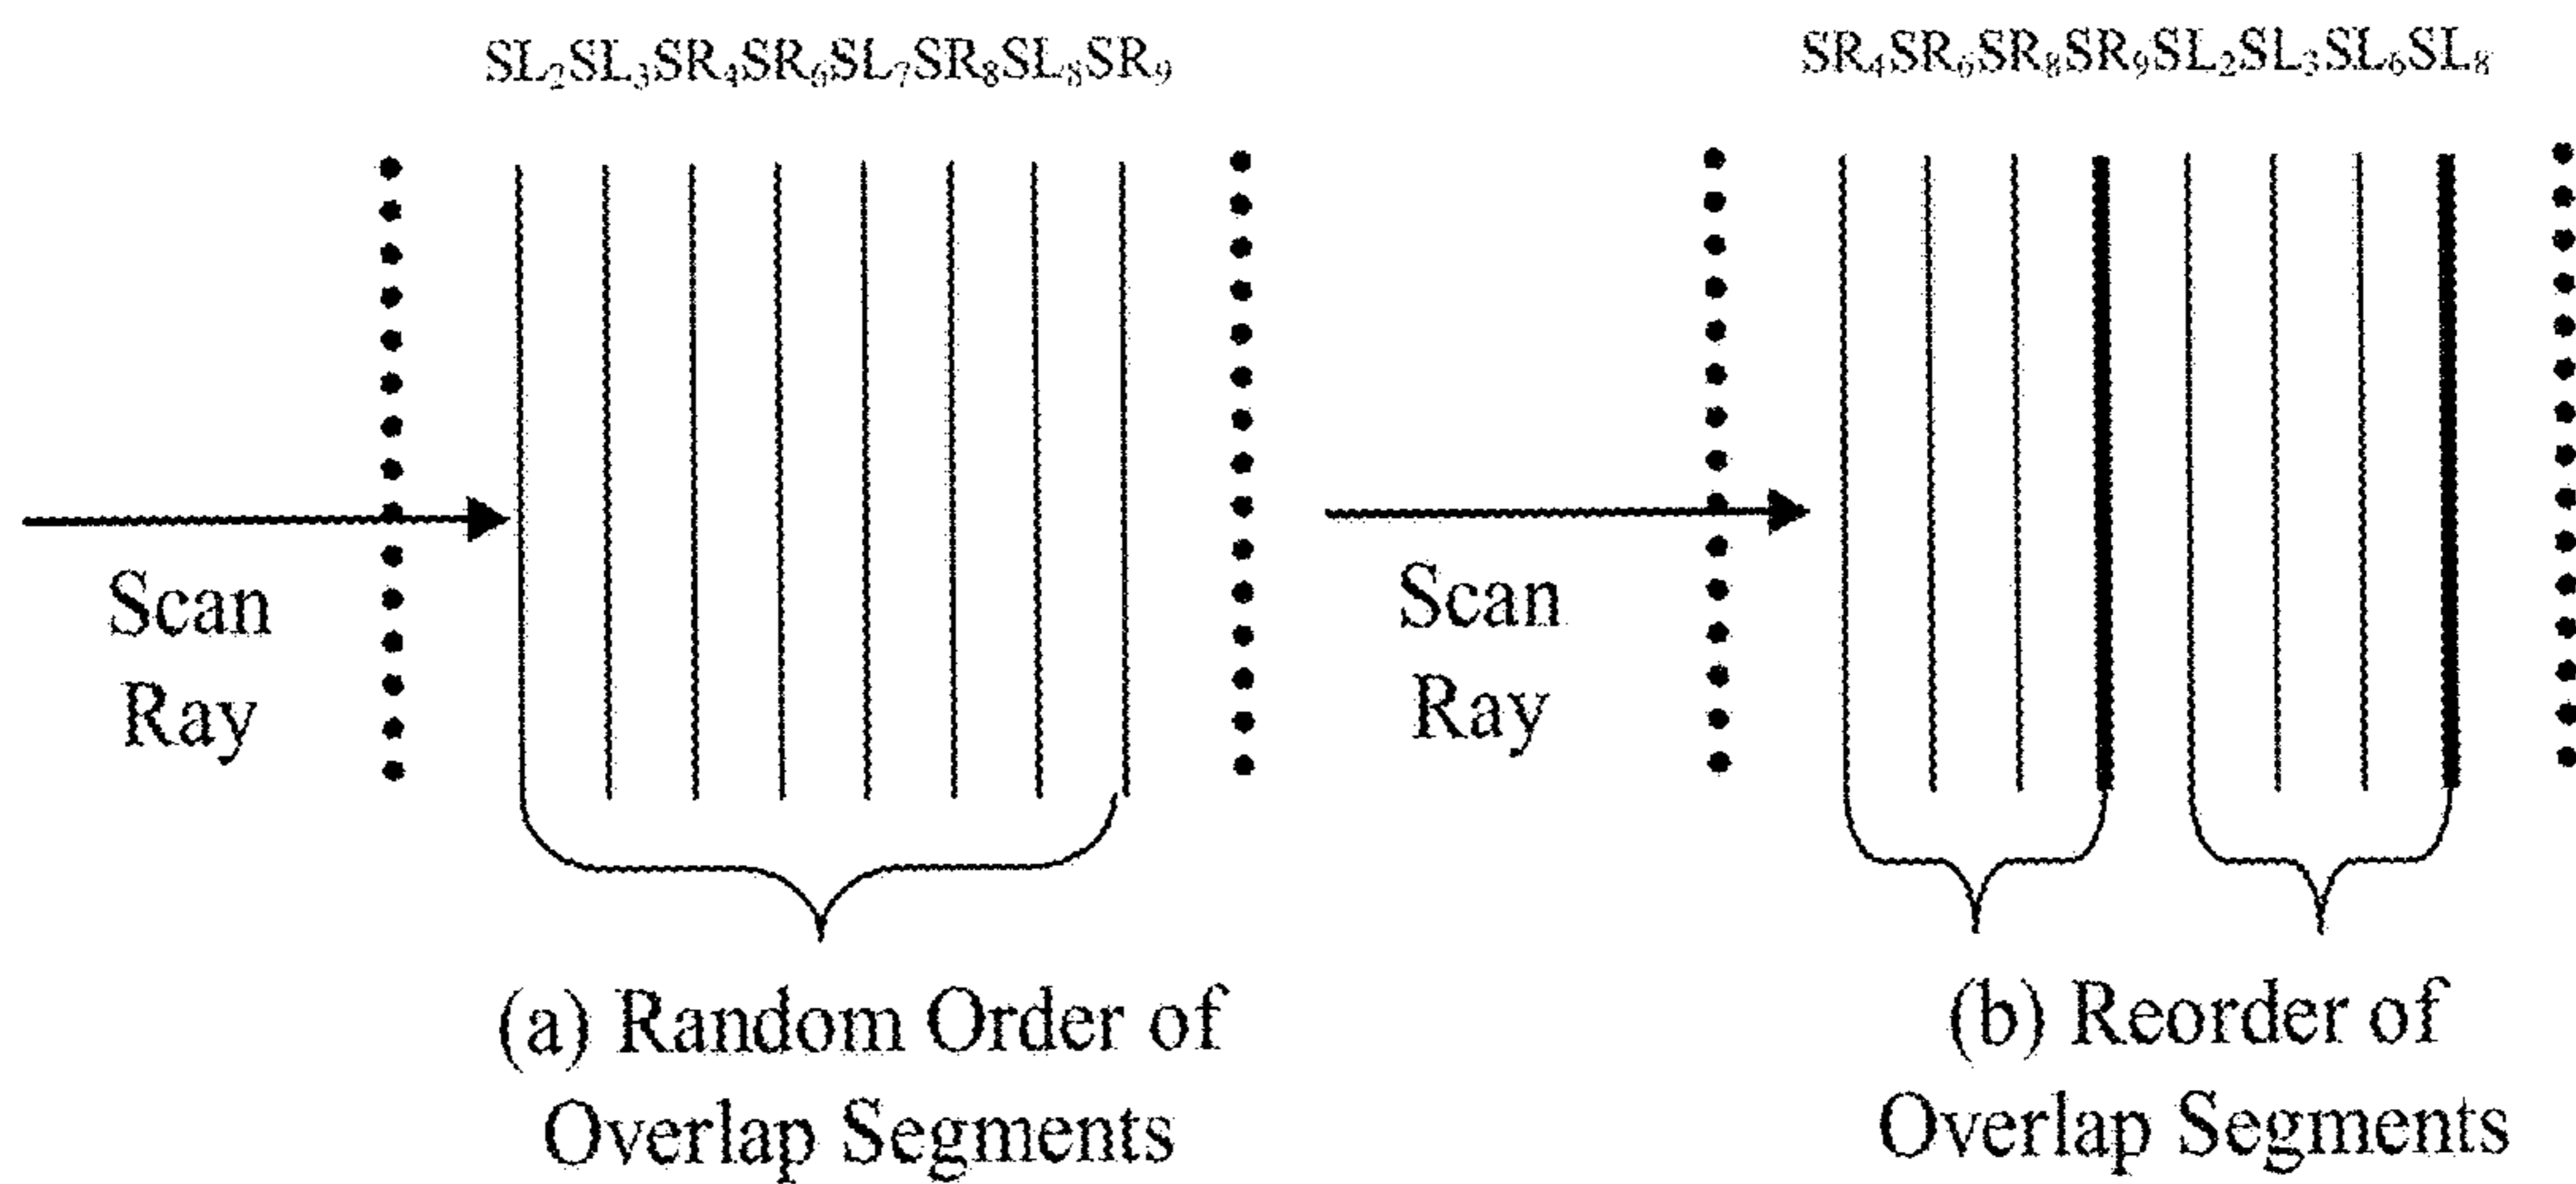 SL₂SL₃SR₄SR₆SL₇SR₈SL₈SR₉
Scan
Ray
(a) Random Order of
Overlap Segments
SR₄SR₆SR₈SR₉SL₂SL₃SL₆SL₈
Scan
Ray
(b) Reorder of
Overlap Segments